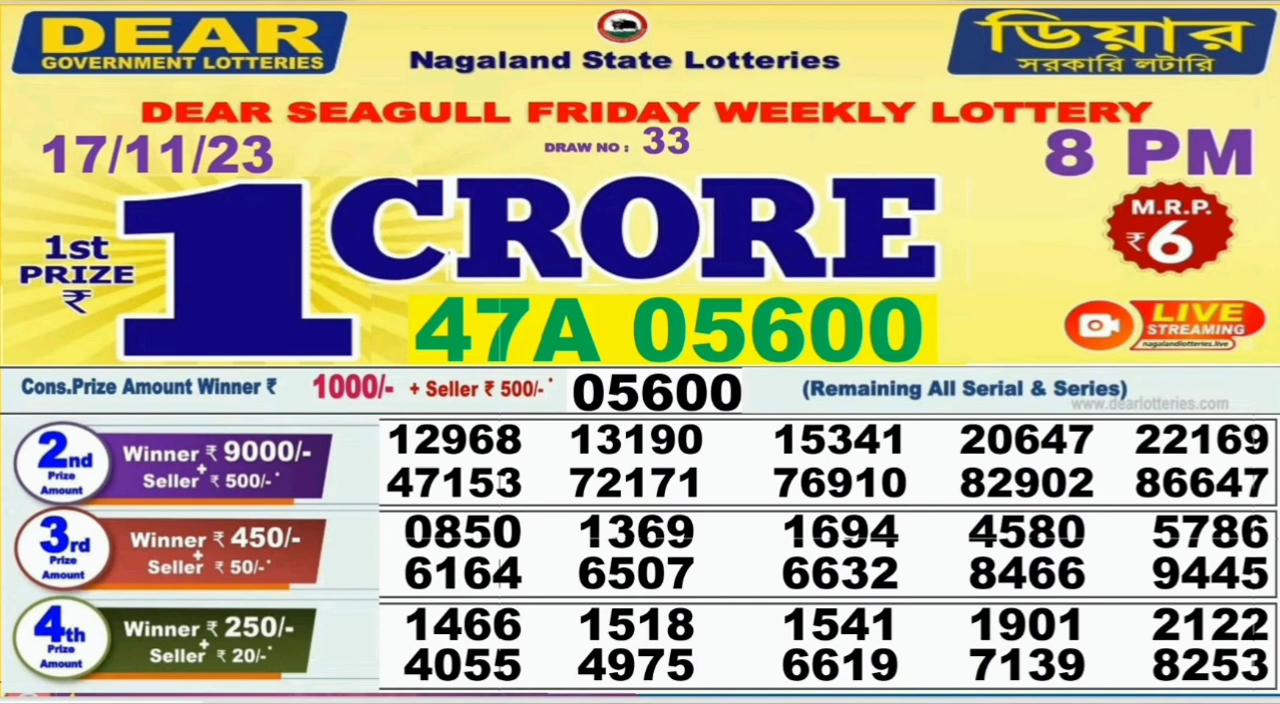 DEAR
GOVERNMENT LOTTERIES
Nagaland State Lotteries
ডিয়ার
সরকারি লটারি
DEAR SEAGULL FRIDAY WEEKLY LOTTERY
17/11/23
DRAW NO : 33
8 PM
1st
PRIZE
₹
1 CRORE
M.R.P.
₹ 6
47A 05600
LIVE
STREAMING
nagalandlotteries.live
Cons.Prize Amount Winner ₹ 1000/- + Seller ₹ 500/-* 05600 (Remaining All Serial & Series)
www.dearlotteries.com
2nd
Prize
Amount
Winner ₹ 9000/-
+
Seller ₹ 500/-*
12968 13190 15341 20647 22169
47153 72171 76910 82902 86647
3rd
Prize
Amount
Winner ₹ 450/-
+
Seller ₹ 50/-*
0850 1369 1694 4580 5786
6164 6507 6632 8466 9445
4th
Prize
Amount
Winner ₹ 250/-
+
Seller ₹ 20/-*
1466 1518 1541 1901 2122
4055 4975 6619 7139 8253